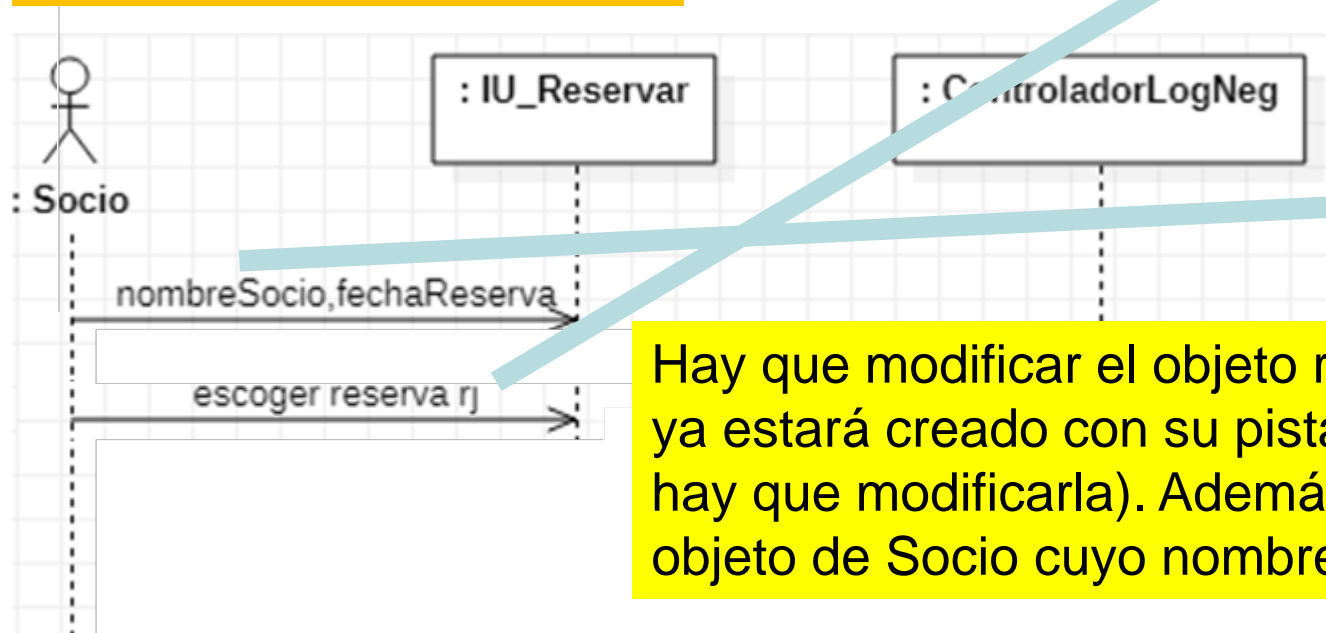 : IU_Reservar
: ControladorLogNeg
: Socio
nombreSocio,fechaReserva
escoger reserva rj
Hay que modificar el objeto r
ya estará creado con su pista
hay que modificarla). Ademá
objeto de Socio cuyo nombre